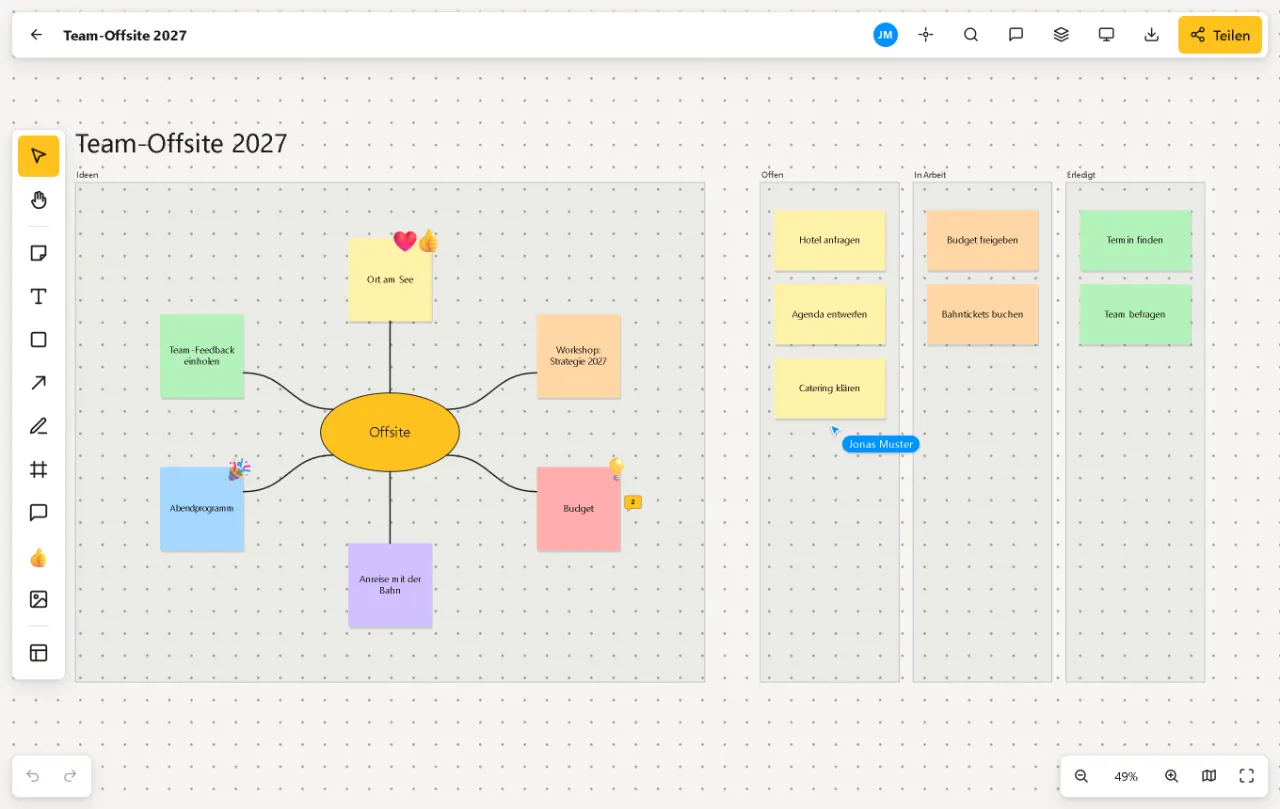 Team-Offsite 2027
JM
Teilen
Team-Offsite 2027
Ideen
Ort am See
Team-Feedback
einholen
Workshop:
Strategie 2027
Offsite
Abendprogramm
Budget
2
Anreise mit der
Bahn
Offen
Hotel anfragen
Agenda entwerfen
Catering klären
Jonas Muster
In Arbeit
Budget freigeben
Bahntickets buchen
Erledigt
Termin finden
Team befragen
49%